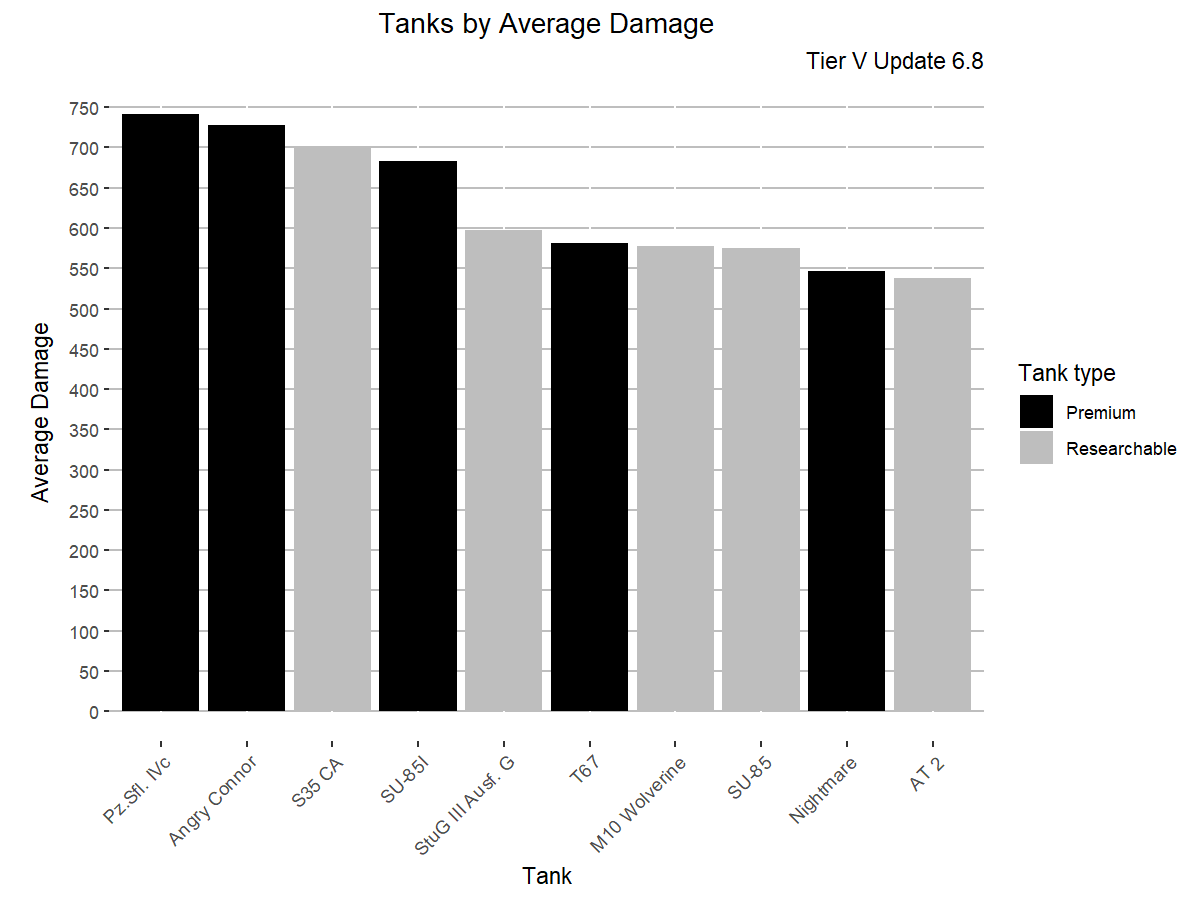 Tanks by Average Damage
Tier V Update 6.8
Average Damage
750
700
650
600
550
500
450
400
350
300
250
200
150
100
50
0
Pz.Sfl. IVc
Angry Connor
S35 CA
SU-85I
StuG III Ausf. G
T67
M10 Wolverine
SU-85
Nightmare
AT 2
Tank
Tank type
Premium
Researchable